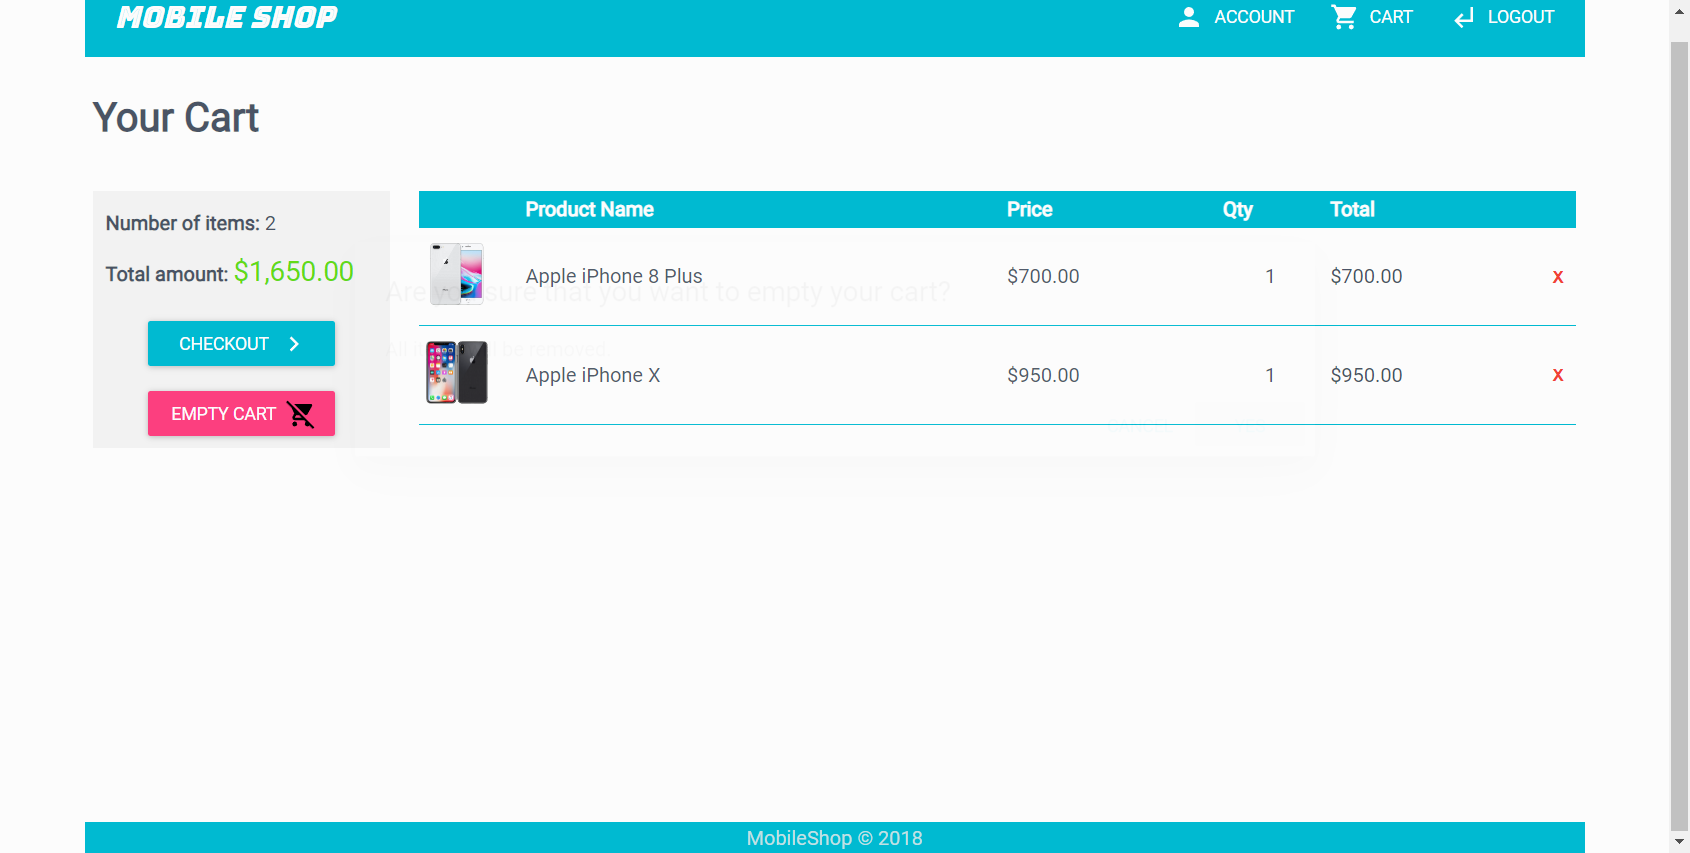 MOBILE SHOP
ACCOUNT CART LOGOUT
Your Cart
Number of items: 2
Total amount: $1,650.00
CHECKOUT
EMPTY CART
Product Name Price Qty Total
Apple iPhone 8 Plus $700.00 1 $700.00 X
Are you sure that you want to empty your cart?
All be removed
Apple iPhone X $950.00 1 $950.00 X
MobileShop © 2018